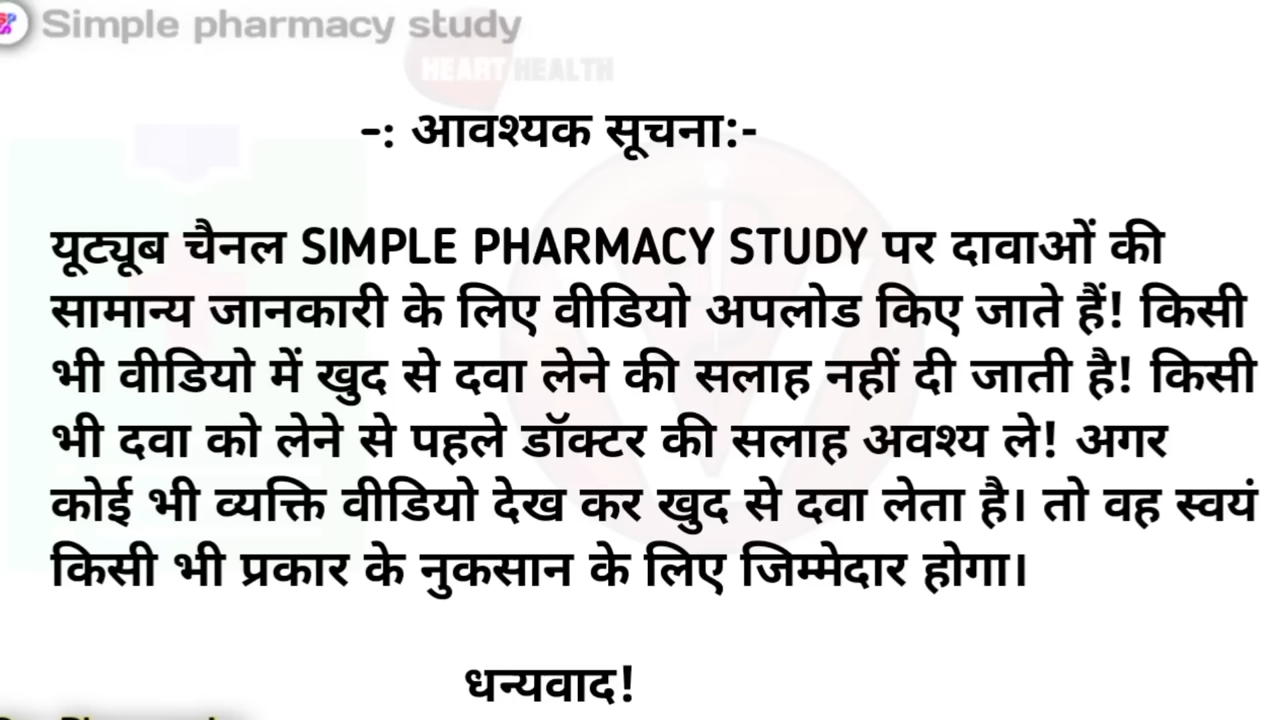 Simple pharmacy study
HEART HEALTH
-: आवश्यक सूचना:-
यूट्यूब चैनल SIMPLE PHARMACY STUDY पर दावाओं की
सामान्य जानकारी के लिए वीडियो अपलोड किए जाते हैं! किसी
भी वीडियो में खुद से दवा लेने की सलाह नहीं दी जाती है! किसी
भी दवा को लेने से पहले डॉक्टर की सलाह अवश्य ले! अगर
कोई भी व्यक्ति वीडियो देख कर खुद से दवा लेता है। तो वह स्वयं
किसी भी प्रकार के नुकसान के लिए जिम्मेदार होगा।
धन्यवाद!